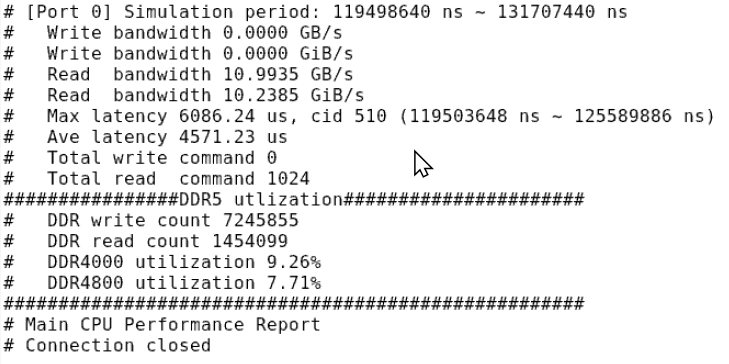 # [Port 0] Simulation period: 119498640 ns ~ 131707440 ns
#   Write bandwidth 0.0000 GB/s
#   Write bandwidth 0.0000 GiB/s
#   Read  bandwidth 10.9935 GB/s
#   Read  bandwidth 10.2385 GiB/s
#   Max latency 6086.24 us, cid 510 (119503648 ns ~ 125589886 ns)
#   Ave latency 4571.23 us
#   Total write command 0
#   Total read  command 1024
################DDR5 utlization######################
#   DDR write count 7245855
#   DDR read count 1454099
#   DDR4000 utilization 9.26%
#   DDR4800 utilization 7.71%
#####################################################
# Main CPU Performance Report
# Connection closed